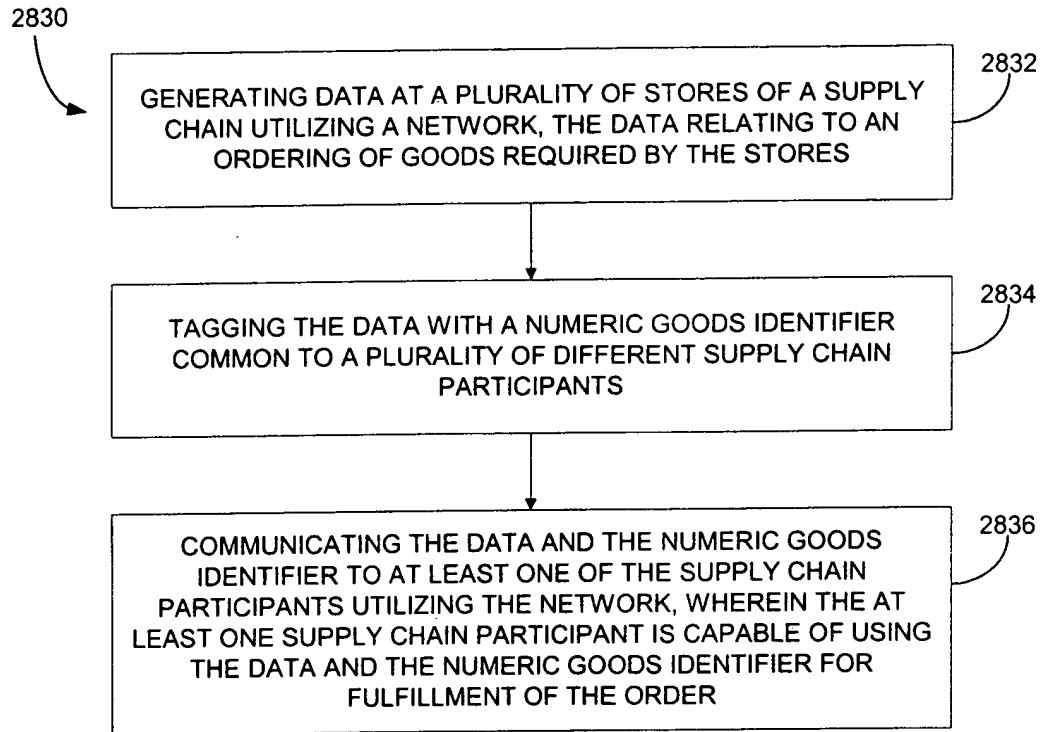 2830
2832
GENERATING DATA AT A PLURALITY OF STORES OF A SUPPLY
CHAIN UTILIZING A NETWORK, THE DATA RELATING TO AN
ORDERING OF GOODS REQUIRED BY THE STORES
2834
TAGGING THE DATA WITH A NUMERIC GOODS IDENTIFIER
COMMON TO A PLURALITY OF DIFFERENT SUPPLY CHAIN
PARTICIPANTS
2836
COMMUNICATING THE DATA AND THE NUMERIC GOODS
IDENTIFIER TO AT LEAST ONE OF THE SUPPLY CHAIN
PARTICIPANTS UTILIZING THE NETWORK, WHEREIN THE AT
LEAST ONE SUPPLY CHAIN PARTICIPANT IS CAPABLE OF USING
THE DATA AND THE NUMERIC GOODS IDENTIFIER FOR
FULFILLMENT OF THE ORDER